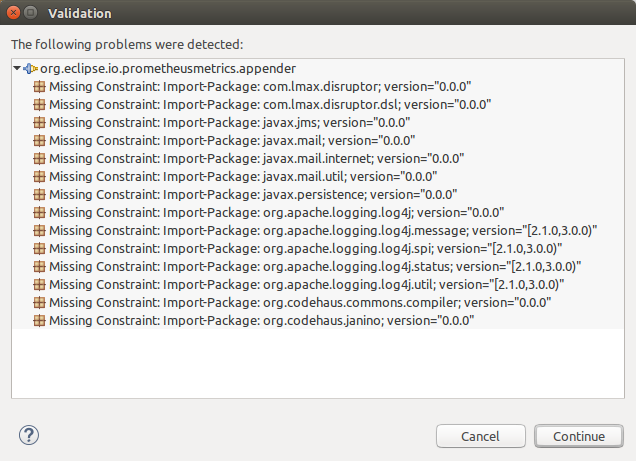 Validation
The following problems were detected:
org.eclipse.io.prometheusmetrics.appender
Missing Constraint: Import-Package: com.lmax.disruptor; version="0.0.0"
Missing Constraint: Import-Package: com.lmax.disruptor.dsl; version="0.0.0"
Missing Constraint: Import-Package: javax.jms; version="0.0.0"
Missing Constraint: Import-Package: javax.mail; version="0.0.0"
Missing Constraint: Import-Package: javax.mail.internet; version="0.0.0"
Missing Constraint: Import-Package: javax.mail.util; version="0.0.0"
Missing Constraint: Import-Package: javax.persistence; version="0.0.0"
Missing Constraint: Import-Package: org.apache.logging.log4j; version="0.0.0"
Missing Constraint: Import-Package: org.apache.logging.log4j.message; version="[2.1.0,3.0.0)"
Missing Constraint: Import-Package: org.apache.logging.log4j.spi; version="[2.1.0,3.0.0)"
Missing Constraint: Import-Package: org.apache.logging.log4j.status; version="[2.1.0,3.0.0)"
Missing Constraint: Import-Package: org.apache.logging.log4j.util; version="[2.1.0,3.0.0)"
Missing Constraint: Import-Package: org.codehaus.commons.compiler; version="0.0.0"
Missing Constraint: Import-Package: org.codehaus.janino; version="0.0.0"
? Cancel Continue